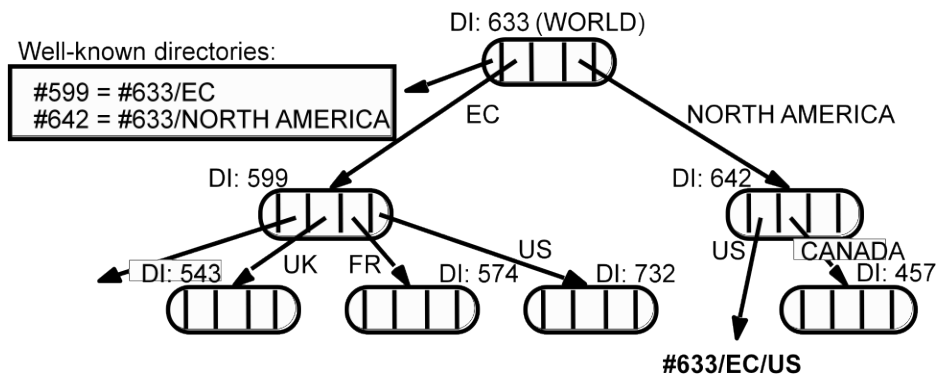 DI: 633 (WORLD)
Well-known directories:
#599 = #633/EC
#642 = #633/NORTH AMERICA
EC
NORTH AMERICA
DI: 599
DI: 642
US
US
CANADA
DI: 543
UK
FR
DI: 574
DI: 732
DI: 457
#633/EC/US